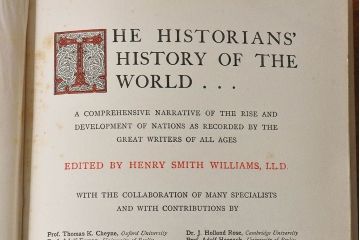 THE HISTORIANS'
HISTORY OF THE
WORLD . . .
A COMPREHENSIVE NARRATIVE OF THE RISE AND
DEVELOPMENT OF NATIONS AS RECORDED BY THE
GREAT WRITERS OF ALL AGES
EDITED BY HENRY SMITH WILLIAMS, LL.D.
WITH THE COLLABORATION OF MANY SPECIALISTS
AND WITH CONTRIBUTIONS BY
Prof. Thomas K. Cheyne, Oxford University
Dr. J. Holland Rose, Cambridge University